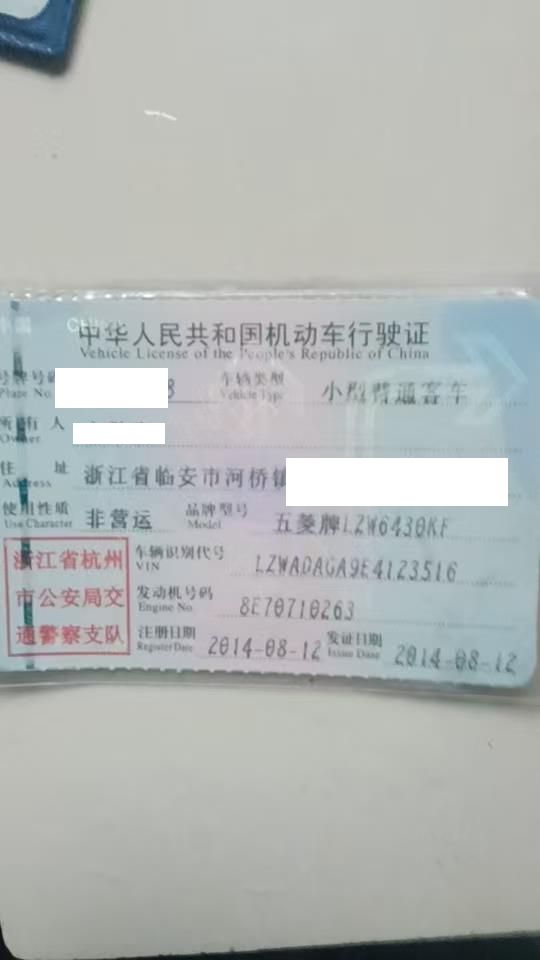 中华人民共和国机动车行驶证
Vehicle License of the People's Republic of China
号牌号码 8 车辆类型 小型普通客车
Plate No. Vehicle Type
所有人
Owner
住址 浙江省临安市河桥镇
Address
使用性质 非营运 品牌型号 五菱牌LZW6430KF
Use Character Model
浙江省杭州
市公安局交
通警察支队
车辆识别代号 LZWADAGA9E4123516
VIN
发动机号码 8E70710263
Engine No.
注册日期 2014-08-12 发证日期 2014-08-12
Register Date Issue Date